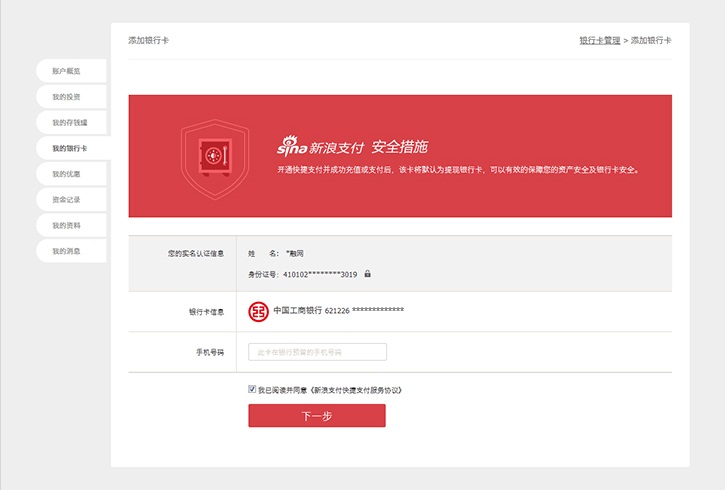 添加银行卡
银行卡管理 > 添加银行卡
账户概览
我的投资
我的存钱罐
我的银行卡
我的优惠
资金记录
我的资料
我的消息
sina 新浪支付 安全措施
开通快捷支付并成功充值或支付后，该卡将默认为提现银行卡，可以有效的保障您的资产安全及银行卡安全。
您的实名认证信息
姓 名： *融网
身份证号：410102********3019
银行卡信息
中国工商银行 621226 *************
手机号码
此卡在银行预留的手机号码
我已阅读并同意《新浪支付快捷支付服务协议》
下一步